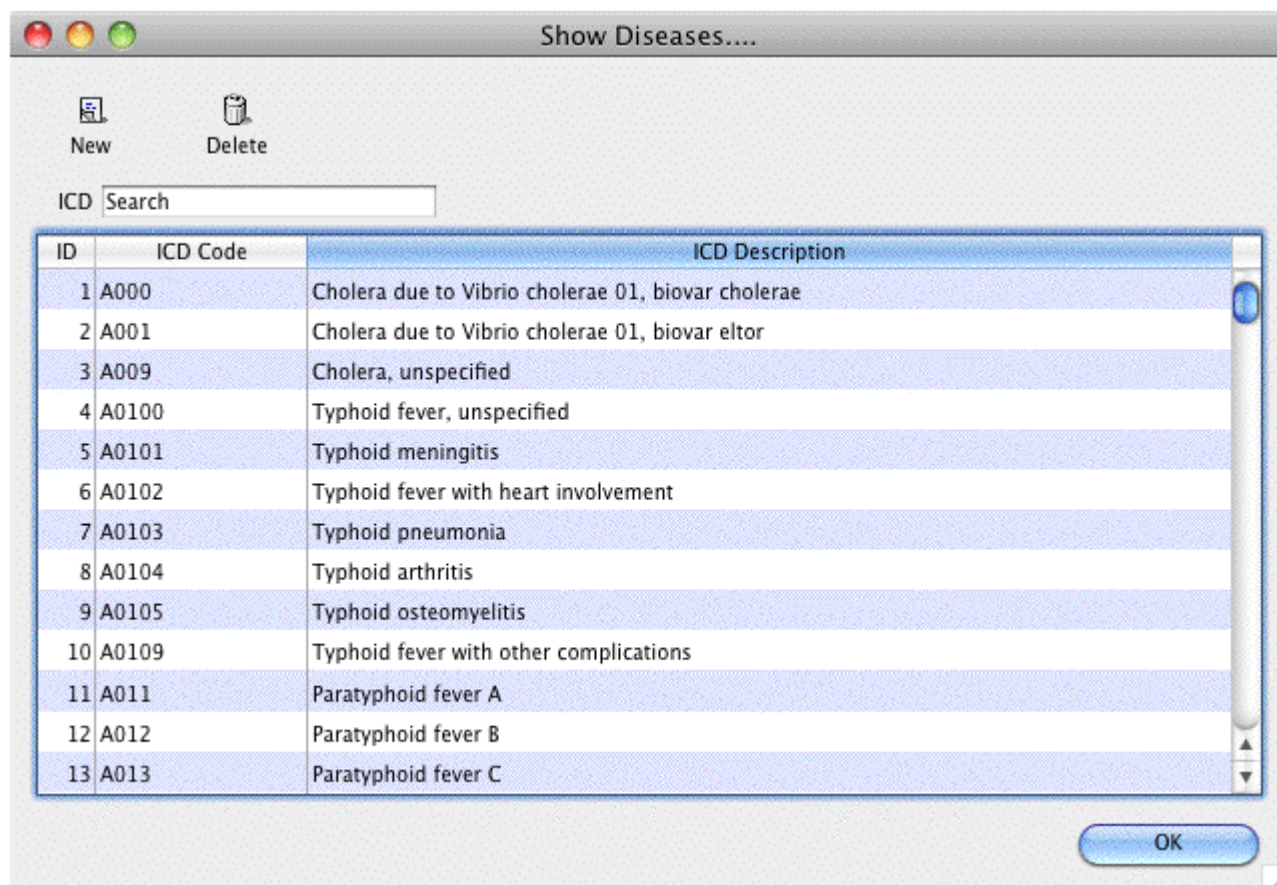 Show Diseases....
New Delete
ICD Search
ID ICD Code ICD Description
1 A000 Cholera due to Vibrio cholerae 01, biovar cholerae
2 A001 Cholera due to Vibrio cholerae 01, biovar eltor
3 A009 Cholera, unspecified
4 A0100 Typhoid fever, unspecified
5 A0101 Typhoid meningitis
6 A0102 Typhoid fever with heart involvement
7 A0103 Typhoid pneumonia
8 A0104 Typhoid arthritis
9 A0105 Typhoid osteomyelitis
10 A0109 Typhoid fever with other complications
11 A011 Paratyphoid fever A
12 A012 Paratyphoid fever B
13 A013 Paratyphoid fever C
OK